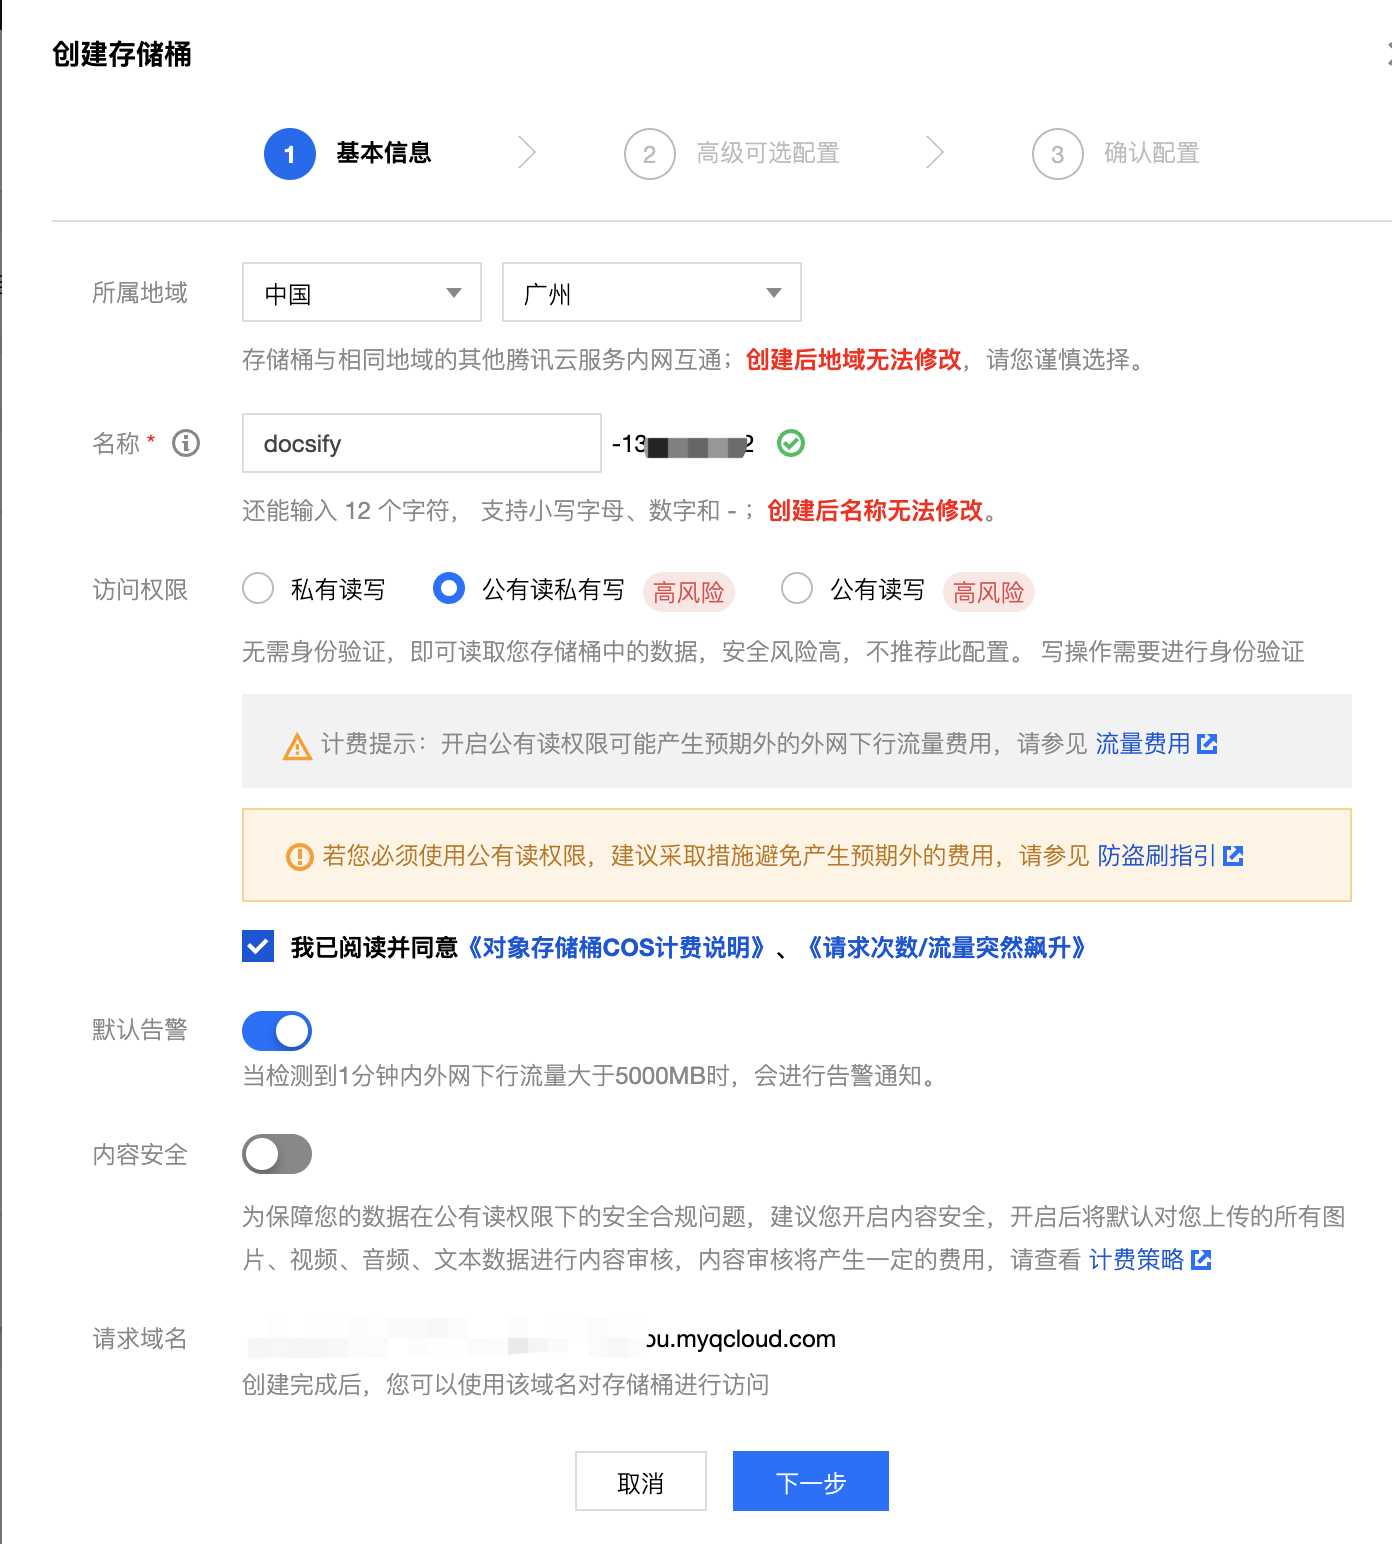 创建存储桶
1 基本信息 2 高级可选配置 3 确认配置
所属地域 中国 广州
存储桶与相同地域的其他腾讯云服务内网互通；创建后地域无法修改，请您谨慎选择。
名称 * docsify -13 2
还能输入 12 个字符， 支持小写字母、数字和 - ；创建后名称无法修改。
访问权限 私有读写 公有读私有写 高风险 公有读写 高风险
无需身份验证，即可读取您存储桶中的数据，安全风险高，不推荐此配置。 写操作需要进行身份验证
计费提示：开启公有读权限可能产生预期外的外网下行流量费用，请参见 流量费用
若您必须使用公有读权限，建议采取措施避免产生预期外的费用，请参见 防盗刷指引
我已阅读并同意《对象存储桶COS计费说明》、《请求次数/流量突然飙升》
默认告警
当检测到1分钟内外网下行流量大于5000MB时，会进行告警通知。
内容安全
为保障您的数据在公有读权限下的安全合规问题，建议您开启内容安全，开启后将默认对您上传的所有图
片、视频、音频、文本数据进行内容审核，内容审核将产生一定的费用，请查看 计费策略
请求域名 ou.myqcloud.com
创建完成后，您可以使用该域名对存储桶进行访问
取消 下一步